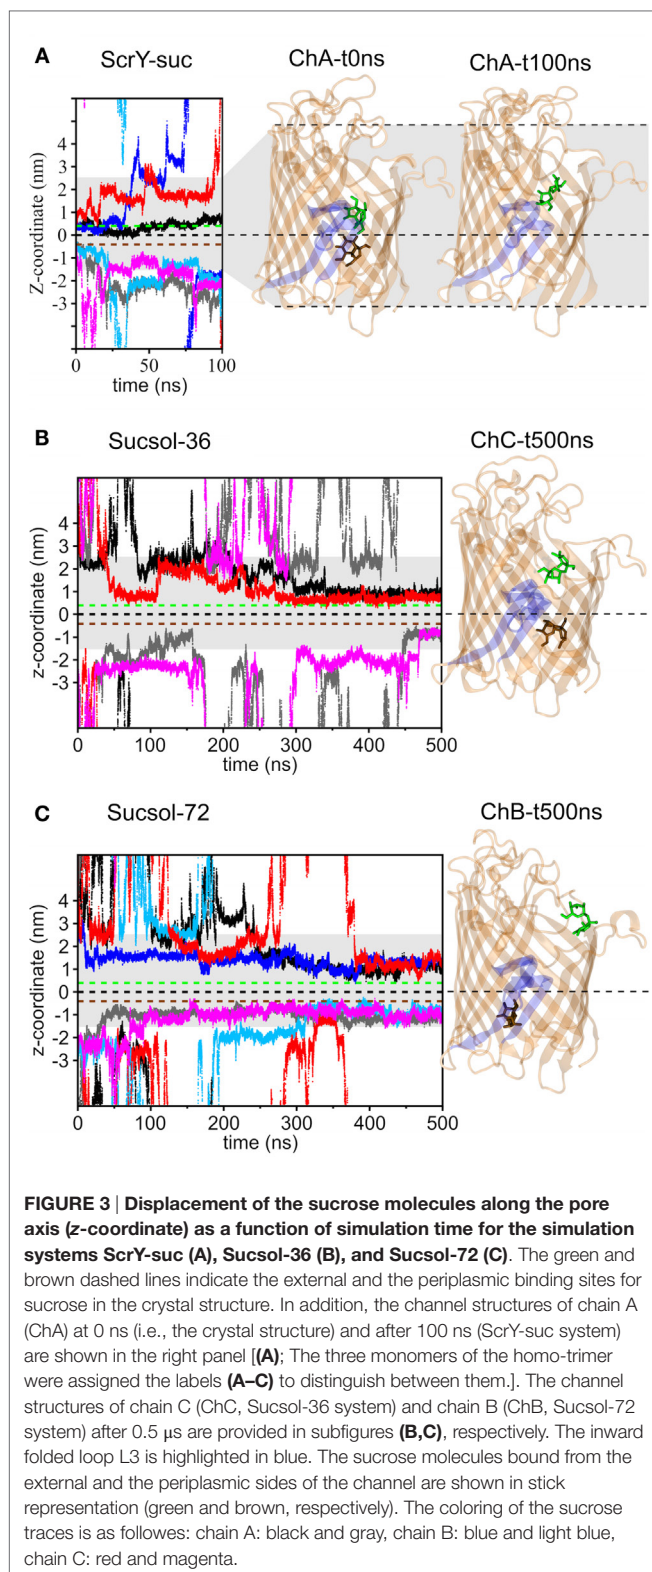 A
ScrY-suc
ChA-t0ns
ChA-t100ns
Z-coordinate (nm)
4
3
2
1
0
-1
-2
-3
0
50
100
time (ns)
B
Sucsol-36
ChC-t500ns
z-coordinate (nm)
4
3
2
1
0
-1
-2
-3
0
100
200
300
400
500
time (ns)
C
Sucsol-72
ChB-t500ns
z-coordinate (nm)
4
3
2
1
0
-1
-2
-3
0
100
200
300
400
500
time (ns)
FIGURE 3 | Displacement of the sucrose molecules along the pore
axis (z-coordinate) as a function of simulation time for the simulation
systems ScrY-suc (A), Sucsol-36 (B), and Sucsol-72 (C). The green and
brown dashed lines indicate the external and the periplasmic binding sites for
sucrose in the crystal structure. In addition, the channel structures of chain A
(ChA) at 0 ns (i.e., the crystal structure) and after 100 ns (ScrY-suc system)
are shown in the right panel [(A); The three monomers of the homo-trimer
were assigned the labels (A–C) to distinguish between them.]. The channel
structures of chain C (ChC, Sucsol-36 system) and chain B (ChB, Sucsol-72
system) after 0.5 μs are provided in subfigures (B,C), respectively. The inward
folded loop L3 is highlighted in blue. The sucrose molecules bound from the
external and the periplasmic sides of the channel are shown in stick
representation (green and brown, respectively). The coloring of the sucrose
traces is as followes: chain A: black and gray, chain B: blue and light blue,
chain C: red and magenta.